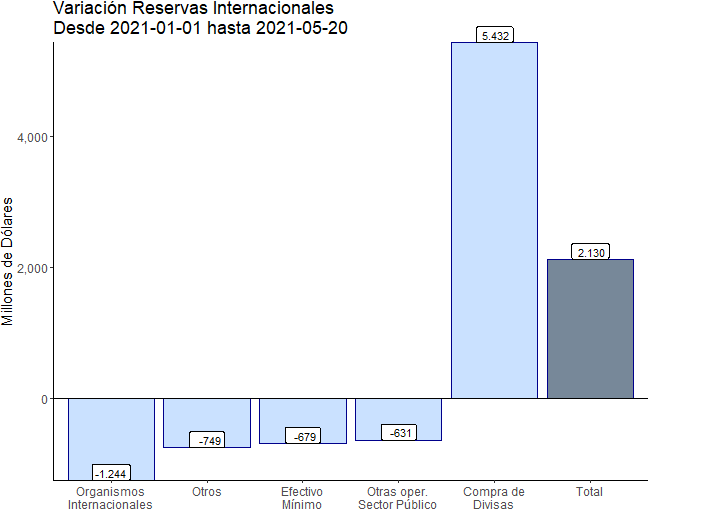 Variación Reservas Internacionales
Desde 2021-01-01 hasta 2021-05-20
Millones de Dólares
4,000
2,000
0
-1.244
-749
-679
-631
5.432
2.130
Organismos
Internacionales
Otros
Efectivo
Mínimo
Otras oper.
Sector Público
Compra de
Divisas
Total